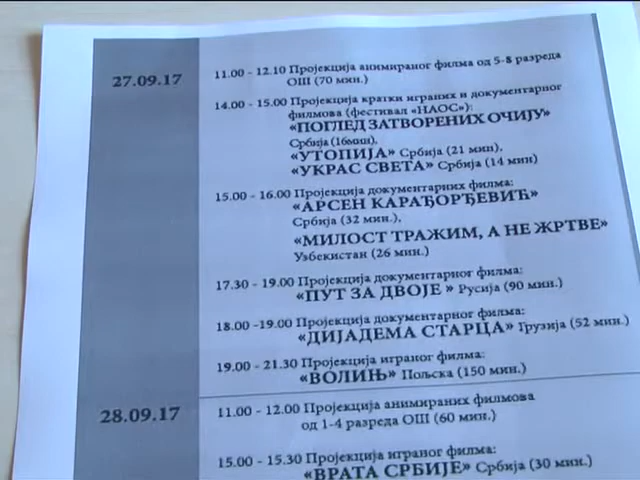 27.09.17
11.00 - 12.10 Пројекција анимираног филма од 5-8 разреда
ОШ (70 мин.)
14.00 - 15.00 Пројекција кратки играних и документарног
филмова (фестивал «НАОС»):
«ПОГЛЕД ЗАТВОРЕНИХ ОЧИЈУ»
Србија (16мин),
«УТОПИЈА» Србија (21 мин),
«УКРАС СВЕТА» Србија (14 мин)
15.00 - 16.00 Пројекција документарних филма:
«АРСЕН КАРАЂОРЂЕВИЋ»
Србија (32 мин.),
«МИЛОСТ ТРАЖИМ, А НЕ ЖРТВЕ»
Узбекистан (26 мин.)
17.30 - 19.00 Пројекција документарног филма:
«ПУТ ЗА ДВОЈЕ » Русија (90 мин.)
18.00 -19.00 Пројекција документарног филма:
«ДИЈАДЕМА СТАРЦА» Грузија (52 мин.)
19.00 - 21.30 Пројекција играног филма:
«ВОЛИЊ» Пољска (150 мин.)
28.09.17
11.00 - 12.00 Пројекција анимираних филмова
од 1-4 разреда ОШ (60 мин.)
15.00 - 15.30 Пројекција играног филма:
«ВРАТА СРБИЈЕ» Србија (30 мин.)